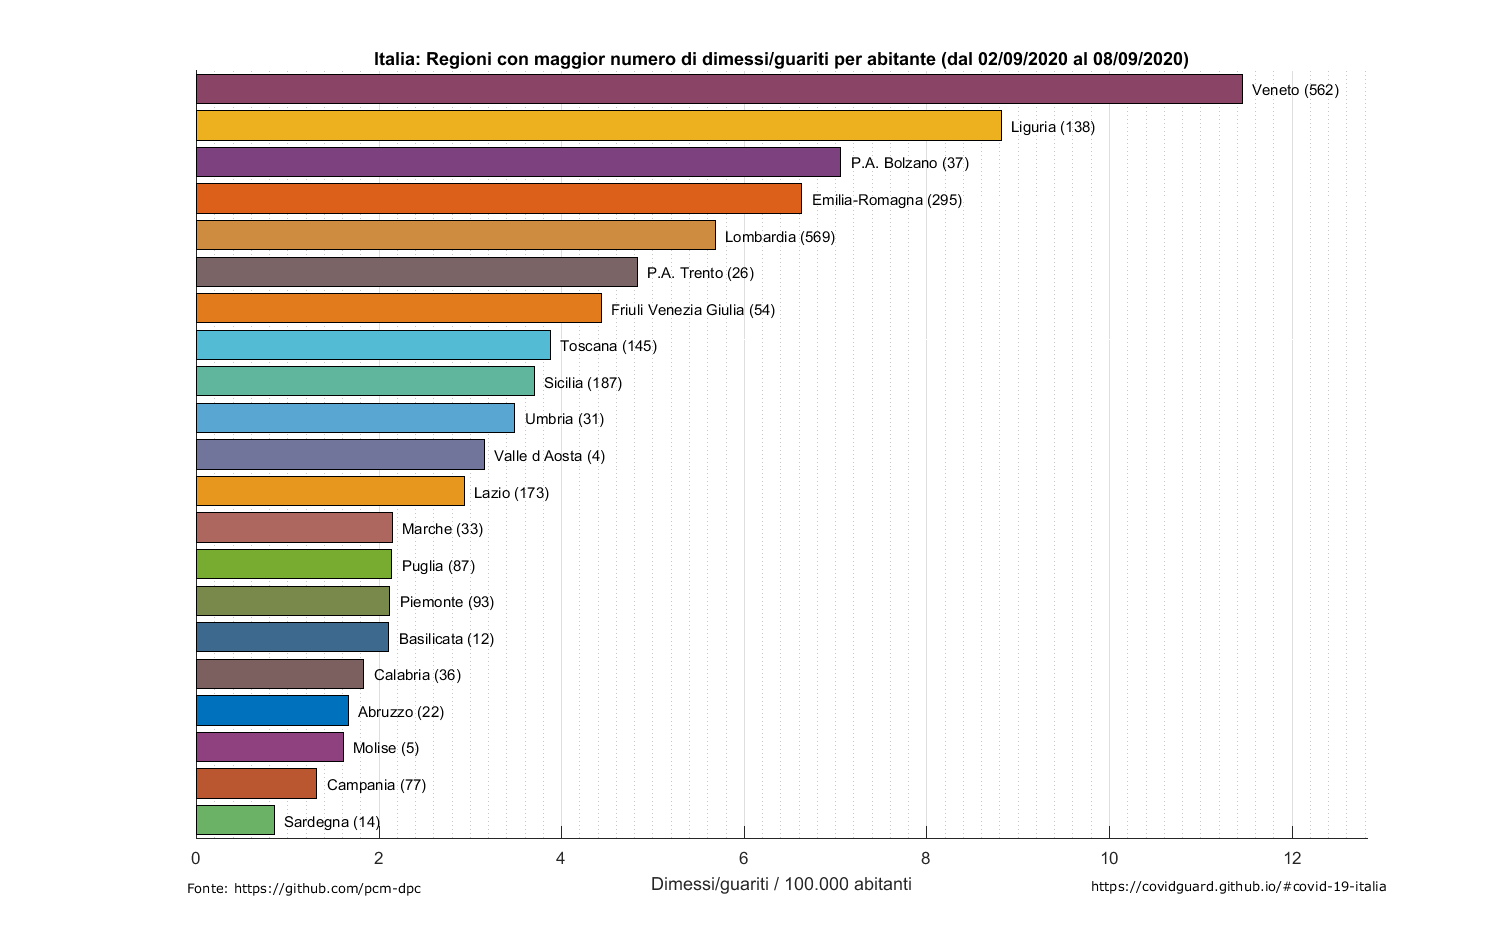 Italia: Regioni con maggior numero di dimessi/guariti per abitante (dal 02/09/2020 al 08/09/2020)
Veneto (562)
Liguria (138)
P.A. Bolzano (37)
Emilia-Romagna (295)
Lombardia (569)
P.A. Trento (26)
Friuli Venezia Giulia (54)
Toscana (145)
Sicilia (187)
Umbria (31)
Valle d Aosta (4)
Lazio (173)
Marche (33)
Puglia (87)
Piemonte (93)
Basilicata (12)
Calabria (36)
Abruzzo (22)
Molise (5)
Campania (77)
Sardegna (14)
0 2 4 6 8 10 12
Dimessi/guariti / 100.000 abitanti
Fonte: https://github.com/pcm-dpc
https://covidguard.github.io/#covid-19-italia